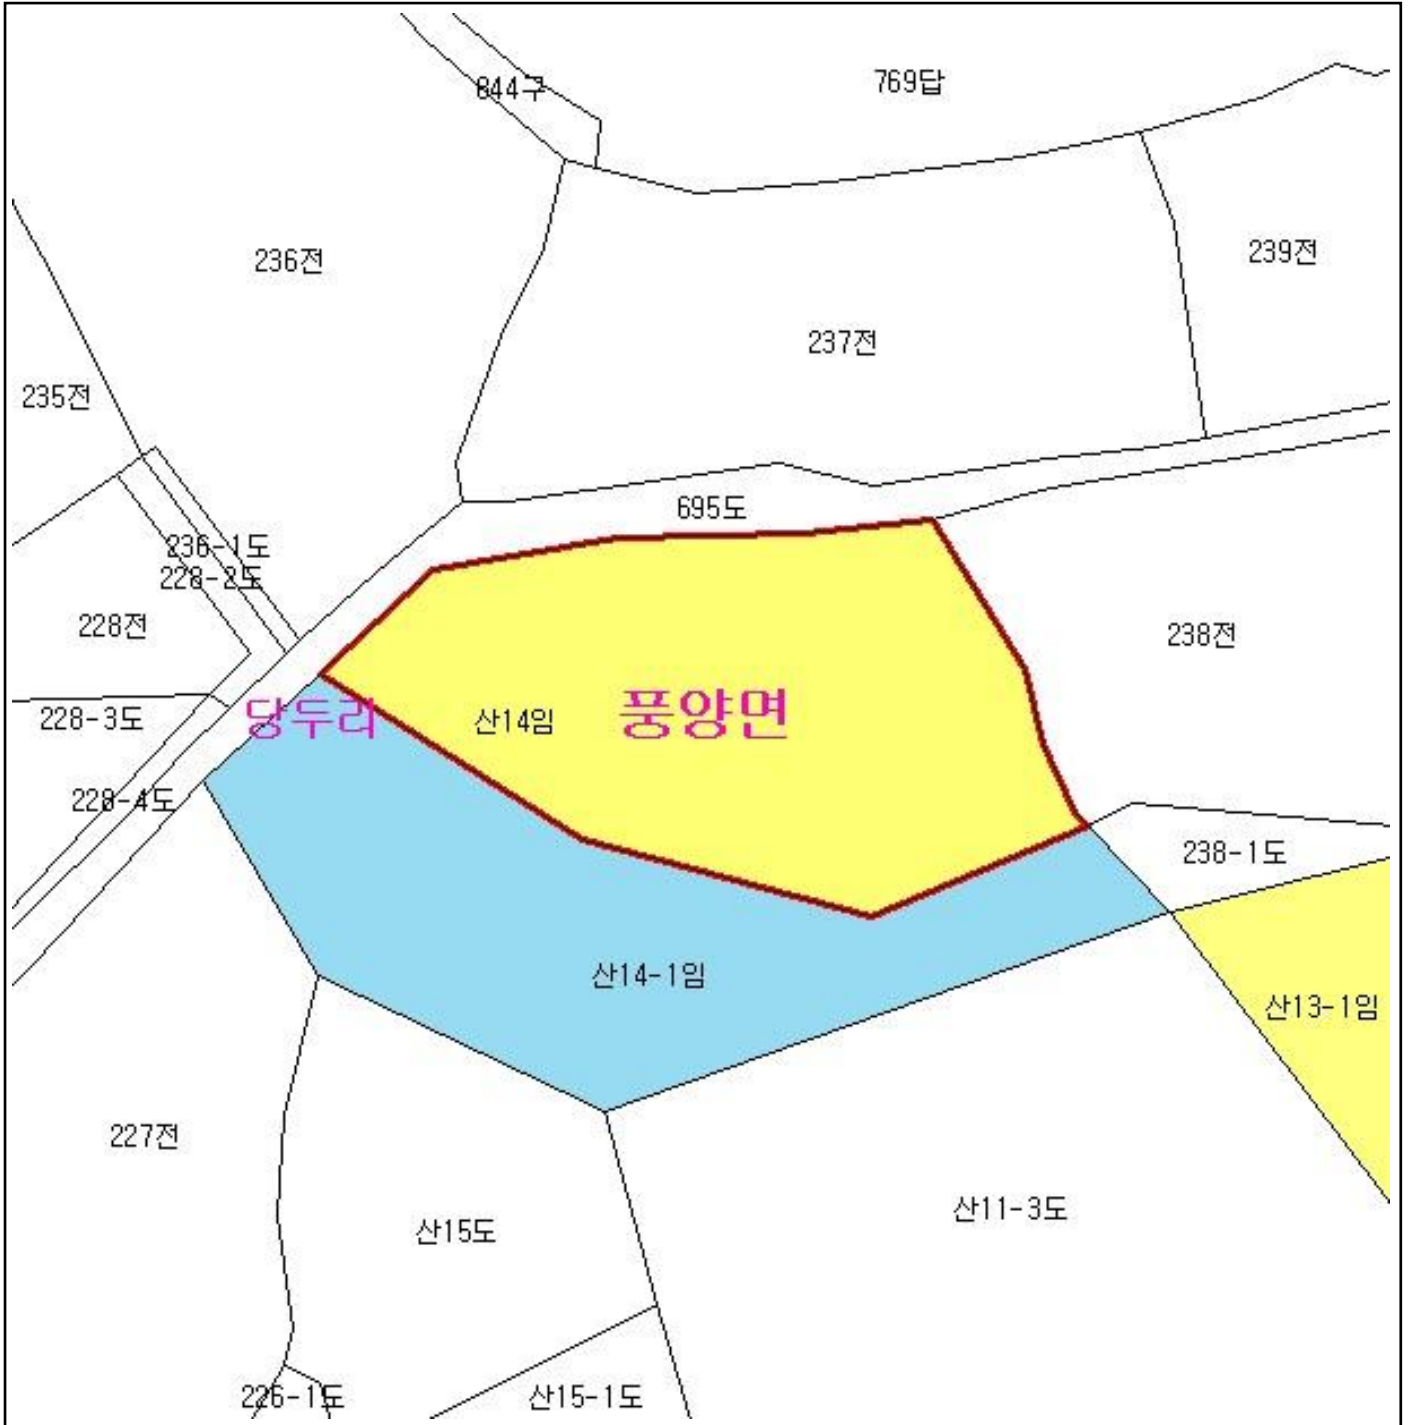 844구
769답
236전
239전
237전
235전
695도
236-1도
228-2도
228전
238전
228-3도
당두리
산14임
풍양면
228-4도
238-1도
산14-1임
산13-1임
227전
산11-3도
산15도
226-1도
산15-1도